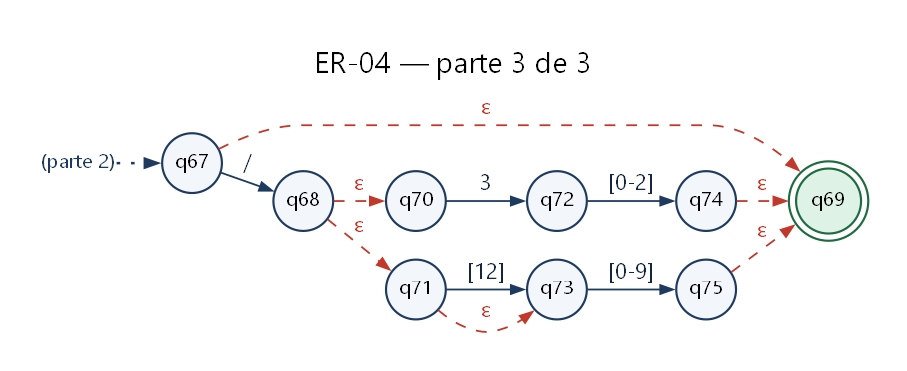 ER-04 — parte 3 de 3
ε
(parte 2)
q67
/
q68
ε
q70
3
q72
[0-2]
q74
ε
q69
ε
q71
[12]
q73
[0-9]
q75
ε
ε